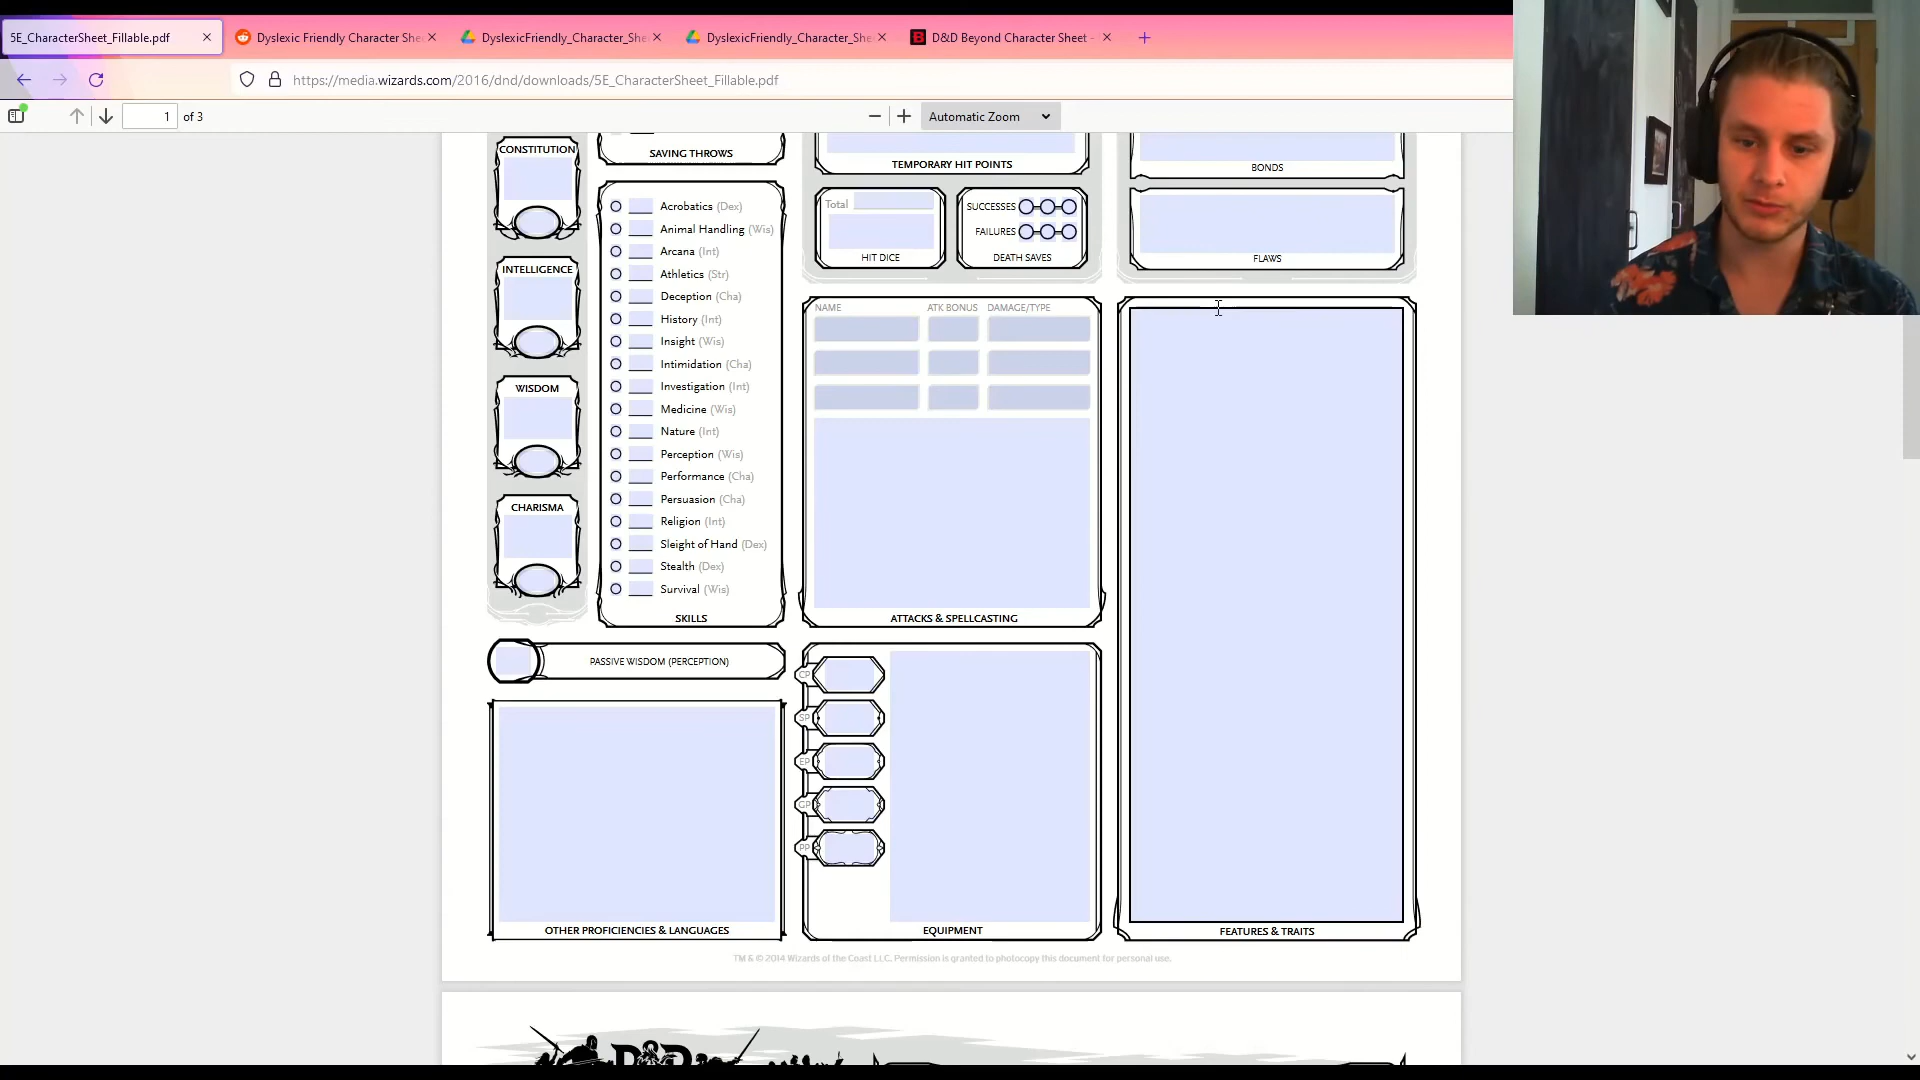 5E_CharacterSheet_Fillable.pdf
Dyslexic Friendly Character She
DyslexicFriendly_Character_She
DyslexicFriendly_Character_She
D&D Beyond Character Sheet -
https://media.wizards.com/2016/dnd/downloads/5E_CharacterSheet_Fillable.pdf
1 of 3
Automatic Zoom
CONSTITUTION
INTELLIGENCE
WISDOM
CHARISMA
SAVING THROWS
Acrobatics (Dex)
Animal Handling (Wis)
Arcana (Int)
Athletics (Str)
Deception (Cha)
History (Int)
Insight (Wis)
Intimidation (Cha)
Investigation (Int)
Medicine (Wis)
Nature (Int)
Perception (Wis)
Performance (Cha)
Persuasion (Cha)
Religion (Int)
Sleight of Hand (Dex)
Stealth (Dex)
Survival (Wis)
SKILLS
PASSIVE WISDOM (PERCEPTION)
OTHER PROFICIENCIES & LANGUAGES
TEMPORARY HIT POINTS
Total
HIT DICE
SUCCESSES
FAILURES
DEATH SAVES
NAME ATK BONUS DAMAGE/TYPE
ATTACKS & SPELLCASTING
CP
SP
EP
GP
PP
EQUIPMENT
BONDS
FLAWS
FEATURES & TRAITS
TM & © 2014 Wizards of the Coast LLC. Permission is granted to photocopy this document for personal use.
D&D